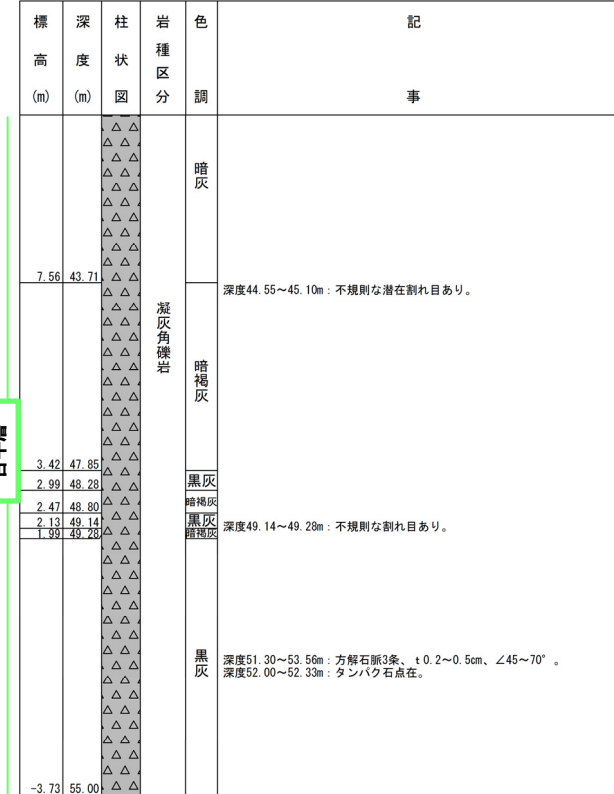 標高(m) 深度(m) 柱状図 岩種区分 色調 記事
暗灰
7.56 43.71
深度44.55～45.10m：不規則な潜在割れ目あり。
凝灰角礫岩
暗褐灰
3.42 47.85
黒灰
2.99 48.28
暗褐灰
2.47 48.80
黒灰
2.13 49.14
深度49.14～49.28m：不規則な割れ目あり。
暗褐灰
1.99 49.28
黒灰
深度51.30～53.56m：方解石脈3条、ｔ0.2～0.5cm、∠45～70°。
深度52.00～52.33m：タンパク石点在。
-3.73 55.00